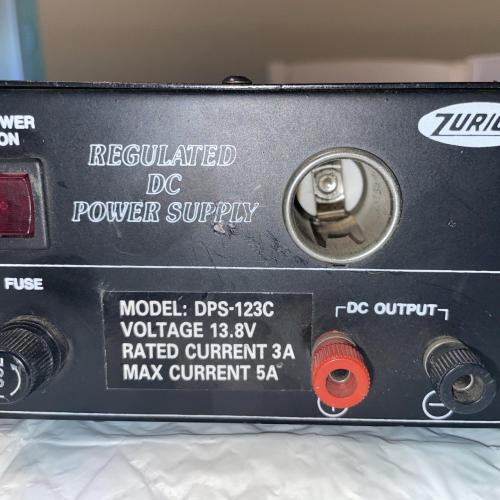 ON
REGULATED
DC
POWER SUPPLY
FUSE
MODEL: DPS-123C
VOLTAGE 13.8V
RATED CURRENT 3A
MAX CURRENT 5A
DC OUTPUT